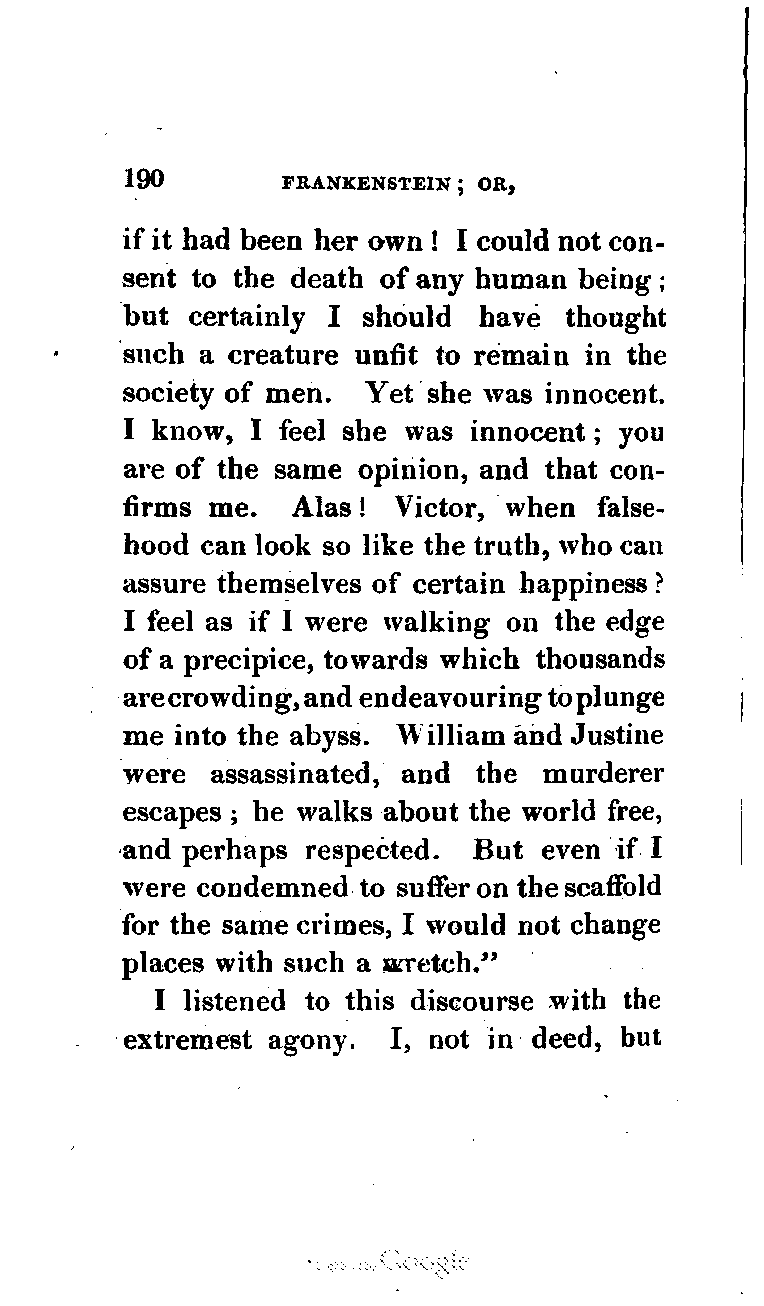 190 FRANKENSTEIN; OR,
if it had been her own! I could not con-
sent to the death of any human being;
but certainly I should have thought
such a creature unfit to remain in the
society of men. Yet she was innocent.
I know, I feel she was innocent; you
are of the same opinion, and that con-
firms me. Alas! Victor, when false-
hood can look so like the truth, who can
assure themselves of certain happiness?
I feel as if I were walking on the edge
of a precipice, towards which thousands
are crowding, and endeavouring to plunge
me into the abyss. William and Justine
were assassinated, and the murderer
escapes; he walks about the world free,
and perhaps respected. But even if I
were condemned to suffer on the scaffold
for the same crimes, I would not change
places with such a wretch.”
I listened to this discourse with the
extremest agony. I, not in deed, but
Google